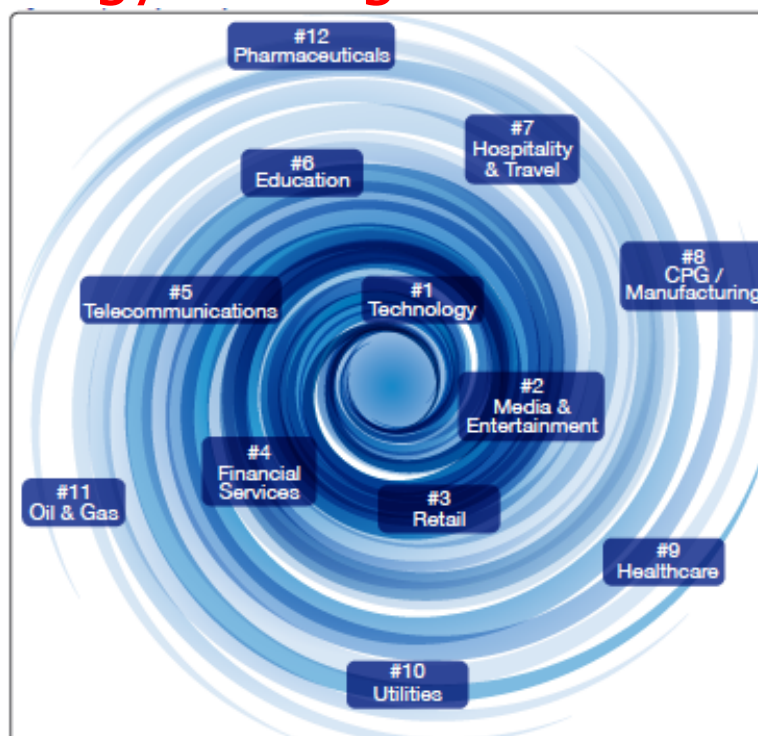 #12
Pharmaceuticals
#7
Hospitality
& Travel
#6
Education
#8
CPG /
Manufacturing
#5
Telecommunications
#1
Technology
#2
Media &
Entertainment
#4
Financial
Services
#3
Retail
#11
Oil & Gas
#9
Healthcare
#10
Utilities